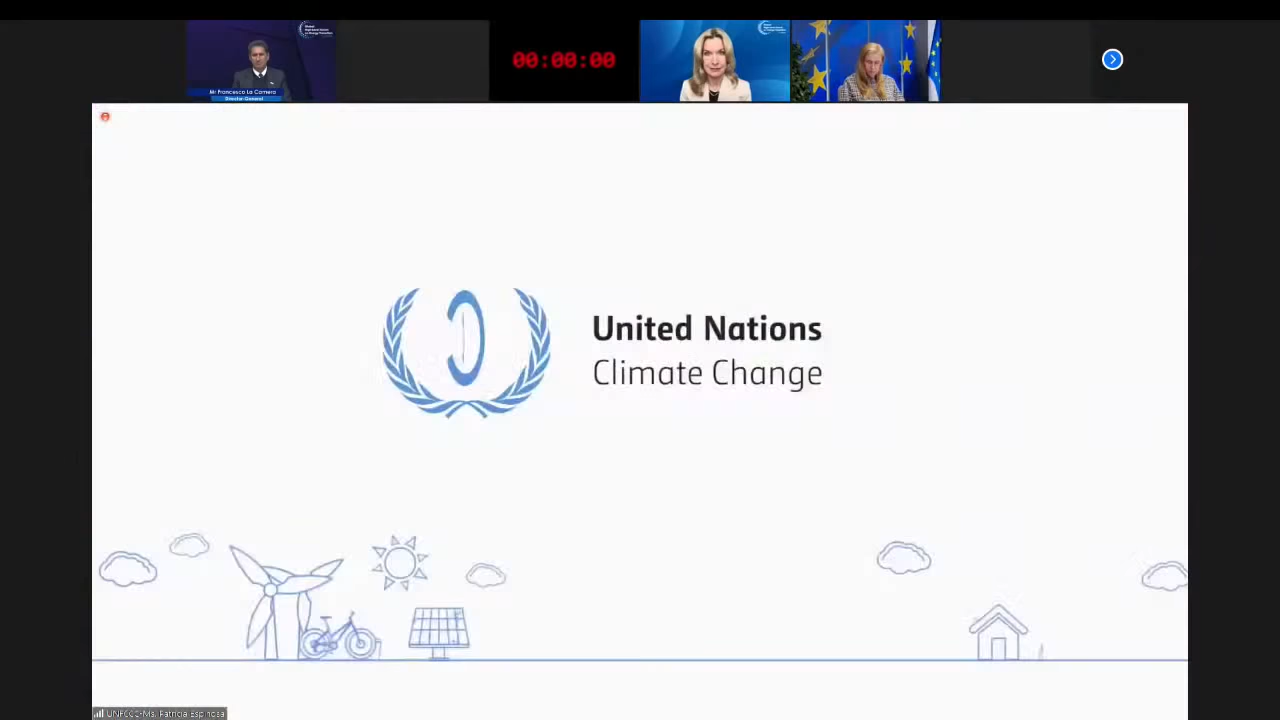 Mr Francesco La Camera
Director-General
00:00:00
United Nations
Climate Change
UNFCCC-Ms. Patricia Espinosa